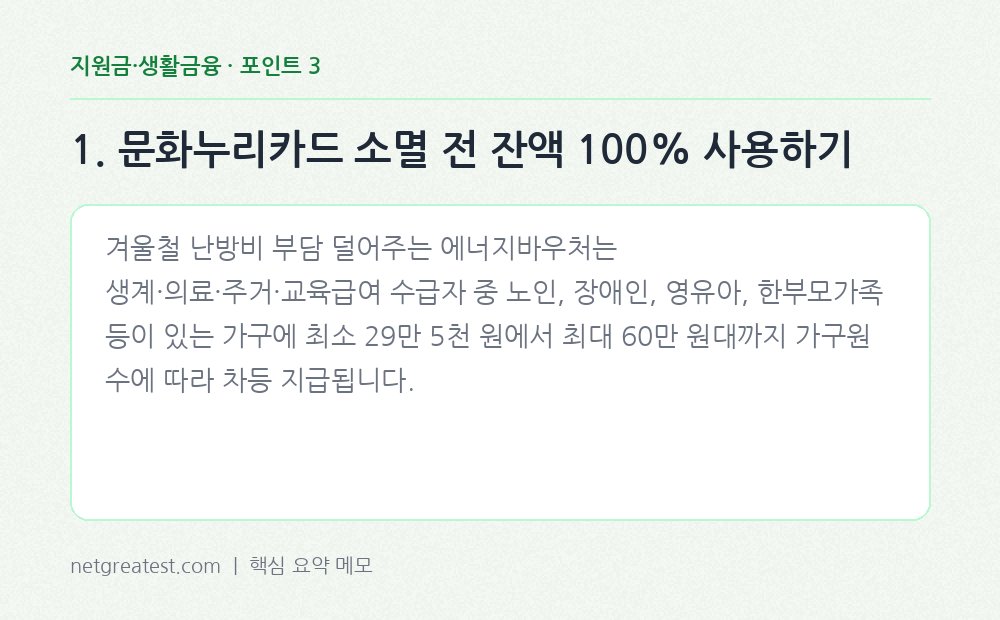 지원금·생활금융 · 포인트 3
1. 문화누리카드 소멸 전 잔액 100% 사용하기
겨울철 난방비 부담 덜어주는 에너지바우처는
생계·의료·주거·교육급여 수급자 중 노인, 장애인, 영유아, 한부모가족
등이 있는 가구에 최소 29만 5천 원에서 최대 60만 원대까지 가구원
수에 따라 차등 지급됩니다.
netgreatest.com | 핵심 요약 메모